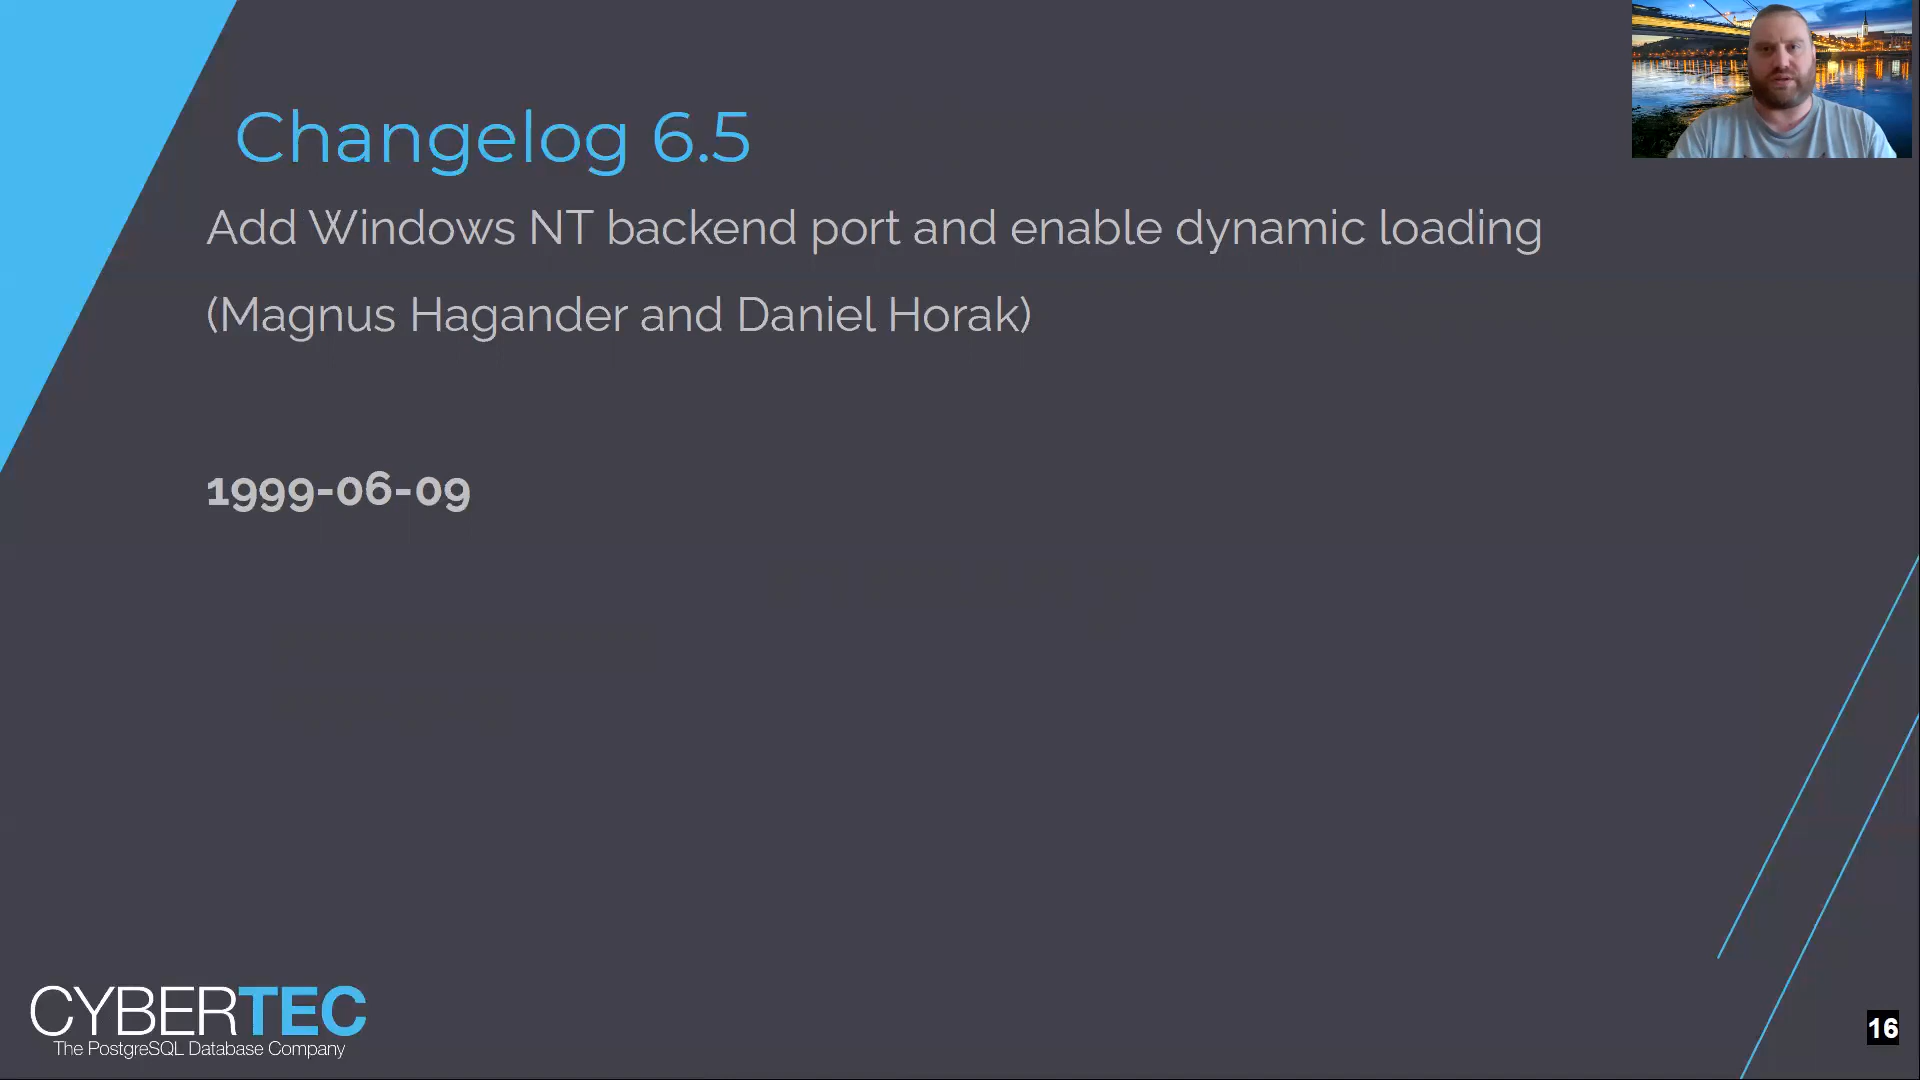 Changelog 6.5
Add Windows NT backend port and enable dynamic loading
(Magnus Hagander and Daniel Horak)
1999-06-09
CYBERTEC
The PostgreSQL Database Company
16